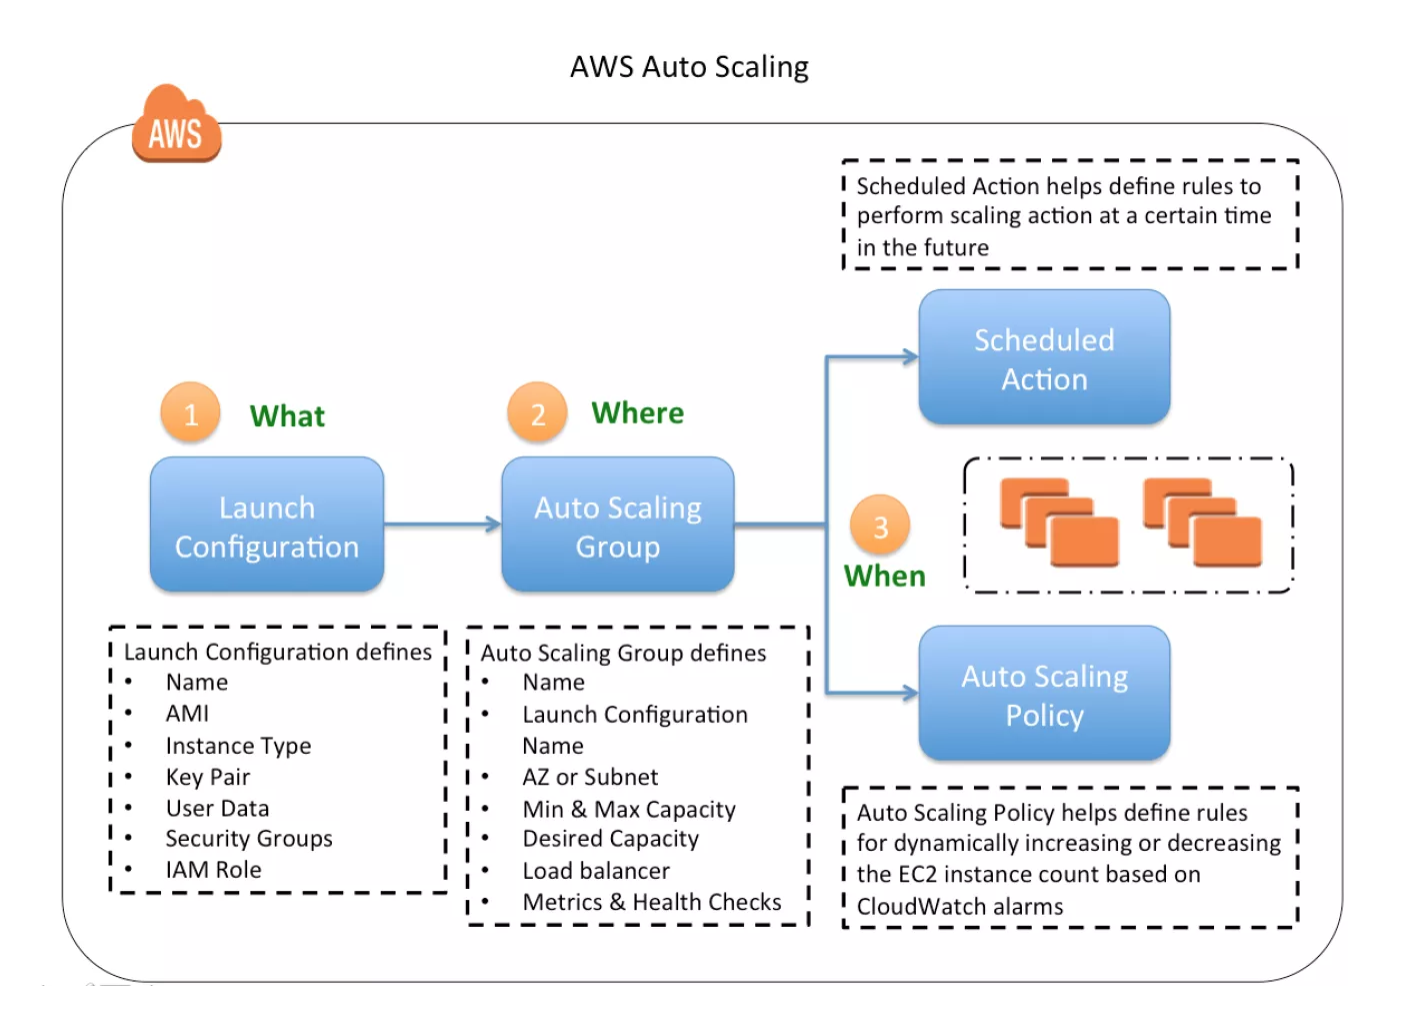 AWS Auto Scaling
AWS
Scheduled Action helps define rules to
perform scaling action at a certain time
in the future
Scheduled
Action
1
What
2
Where
Launch
Configuration
Auto Scaling
Group
3
When
Auto Scaling
Policy
Launch Configuration defines
• Name
• AMI
• Instance Type
• Key Pair
• User Data
• Security Groups
• IAM Role
Auto Scaling Group defines
• Name
• Launch Configuration
Name
• AZ or Subnet
• Min & Max Capacity
• Desired Capacity
• Load balancer
• Metrics & Health Checks
Auto Scaling Policy helps define rules
for dynamically increasing or decreasing
the EC2 instance count based on
CloudWatch alarms